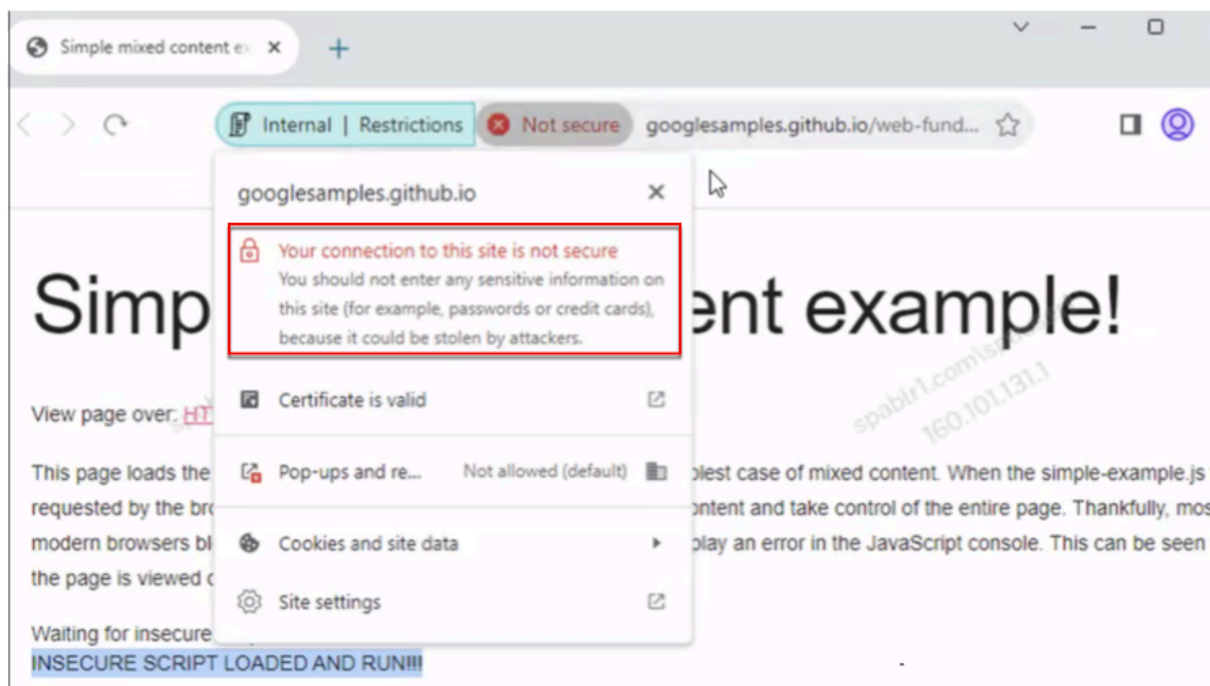 Simple mixed content e
Internal | Restrictions
Not secure
googlesamples.github.io/web-fund...
googlesamples.github.io
Your connection to this site is not secure
You should not enter any sensitive information on
this site (for example, passwords or credit cards),
because it could be stolen by attackers.
Certificate is valid
Pop-ups and re... Not allowed (default)
Cookies and site data
Site settings
Simp ent example!
View page over: HT
This page loads the plest case of mixed content. When the simple-example.js
requested by the bro ontent and take control of the entire page. Thankfully, mos
modern browsers bl play an error in the JavaScript console. This can be seen
the page is viewed o
Waiting for insecure
INSECURE SCRIPT LOADED AND RUN!!!
160.101.131.1